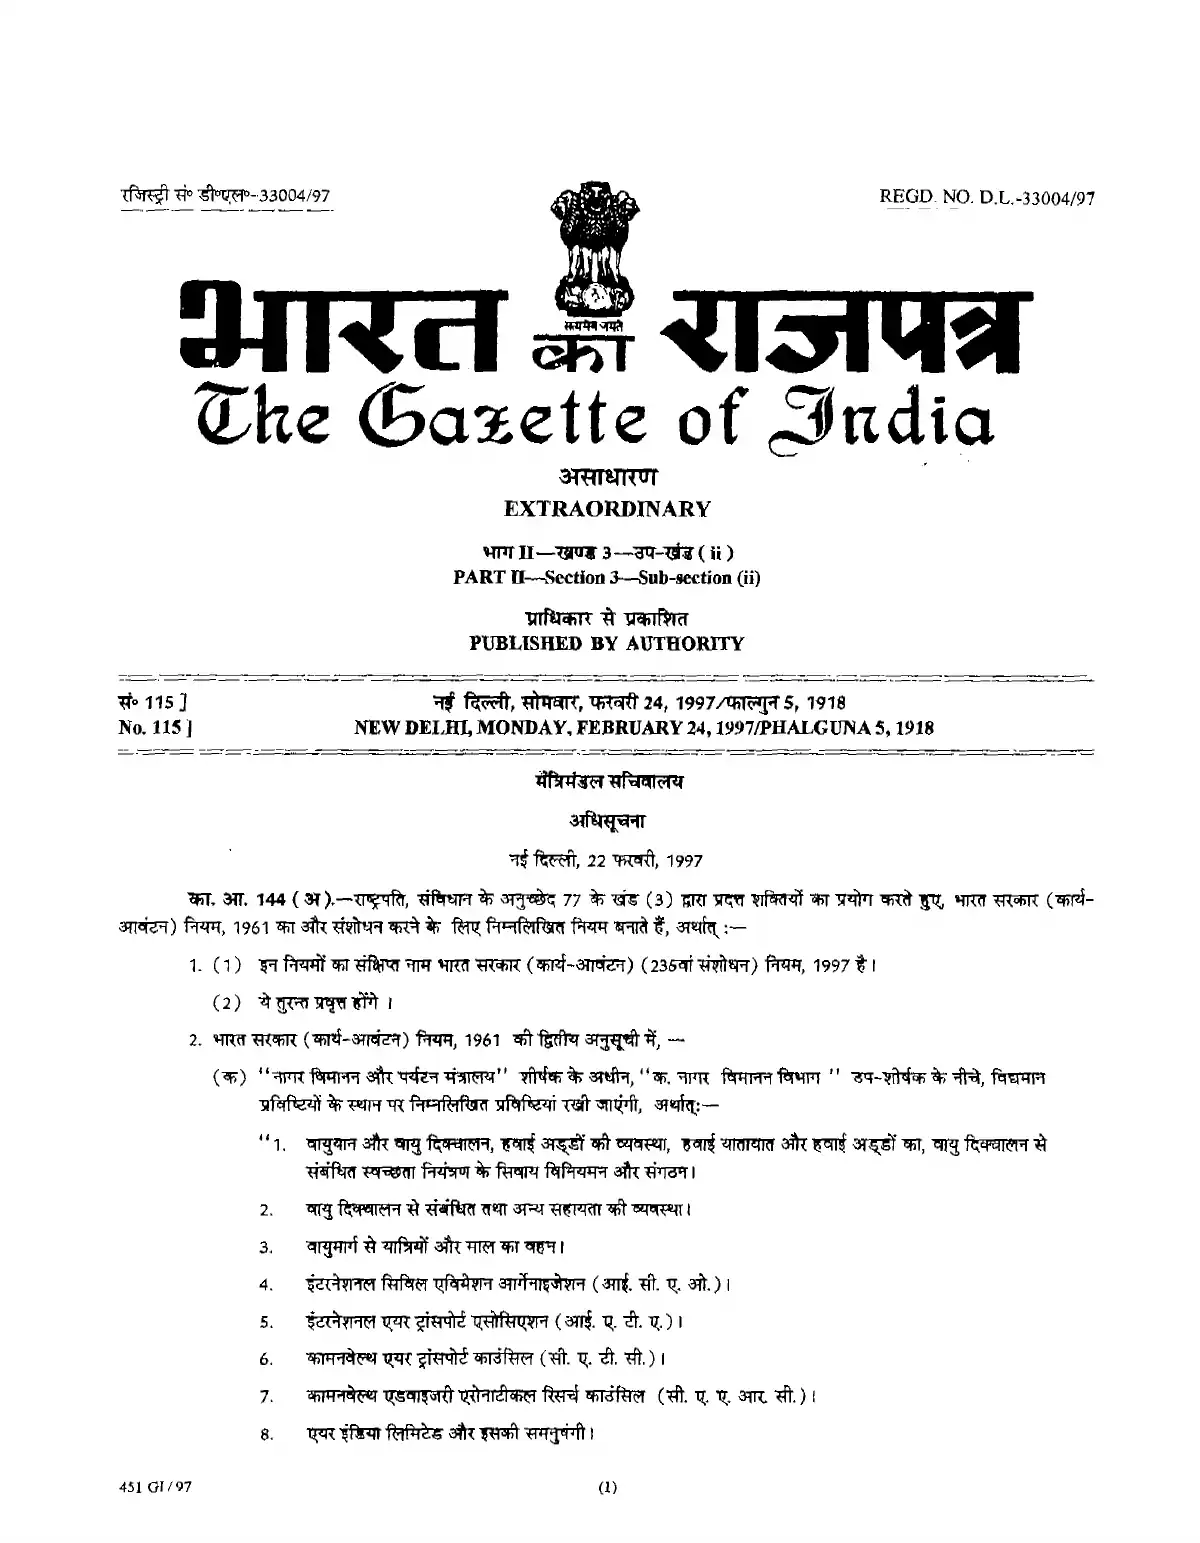 रजिस्ट्री सं० डी०एल०-33004/97
REGD. NO. D.L.-33004/97
सत्यमेव जयते
भारत का राजपत्र
The Gazette of India
असाधारण
EXTRAORDINARY
भाग II—खण्ड 3—उप-खंड ( ii )
PART II—Section 3—Sub-section (ii)
प्राधिकार से प्रकाशित
PUBLISHED BY AUTHORITY
सं० 115 ]
नई दिल्ली, सोमवार, फरवरी 24, 1997/फाल्गुन 5, 1918
No. 115 ]
NEW DELHI, MONDAY, FEBRUARY 24, 1997/PHALGUNA 5, 1918
मंत्रिमंडल सचिवालय
अधिसूचना
नई दिल्ली, 22 फरवरी, 1997
का. आ. 144 ( अ ).—राष्ट्रपति, संविधान के अनुच्छेद 77 के खंड (3) द्वारा प्रदत्त शक्तियों का प्रयोग करते हुए, भारत सरकार (कार्य-
आवंटन) नियम, 1961 का और संशोधन करने के लिए निम्नलिखित नियम बनाते हैं, अर्थात् :—
1. (1) इन नियमों का संक्षिप्त नाम भारत सरकार (कार्य-आवंटन) (236वां संशोधन) नियम, 1997 है।
(2) ये तुरन्त प्रवृत्त होंगे ।
2. भारत सरकार (कार्य-आवंटन) नियम, 1961 की द्वितीय अनुसूची में, —
(क) ''नागर विमानन और पर्यटन मंत्रालय'' शीर्षक के अधीन, ''क. नागर विमानन विभाग '' उप-शीर्षक के नीचे, विद्यमान
प्रविष्टियों के स्थान पर निम्नलिखित प्रविष्टियां रखी जाएंगी, अर्थात्:—
''1. वायुयान और वायु दिक्चालन, हवाई अड्डों की व्यवस्था, हवाई यातायात और हवाई अड्डों का, वायु दिक्चालन से
संबंधित स्वच्छता नियंत्रण के सिवाय विनियमन और संगठन।
2. वायु दिक्चालन से संबंधित तथा अन्य सहायता की व्यवस्था।
3. वायुमार्ग से यात्रियों और माल का वहन।
4. इंटरनेशनल सिविल एविमेशन आर्गेनाइजेशन (आई. सी. ए. ओ.)।
5. इंटरनेशनल एयर ट्रांसपोर्ट एसोसिएशन (आई. ए. टी. ए.)।
6. कामनवेल्थ एयर ट्रांसपोर्ट काउंसिल (सी. ए. टी. सी.)।
7. कामनवेल्थ एडवाइजरी एरोनाटीकल रिसर्च काउंसिल (सी. ए. ए. आर. सी.)।
8. एयर इंडिया लिमिटेड और इसकी समनुषंगी।
451 GI/97
(1)